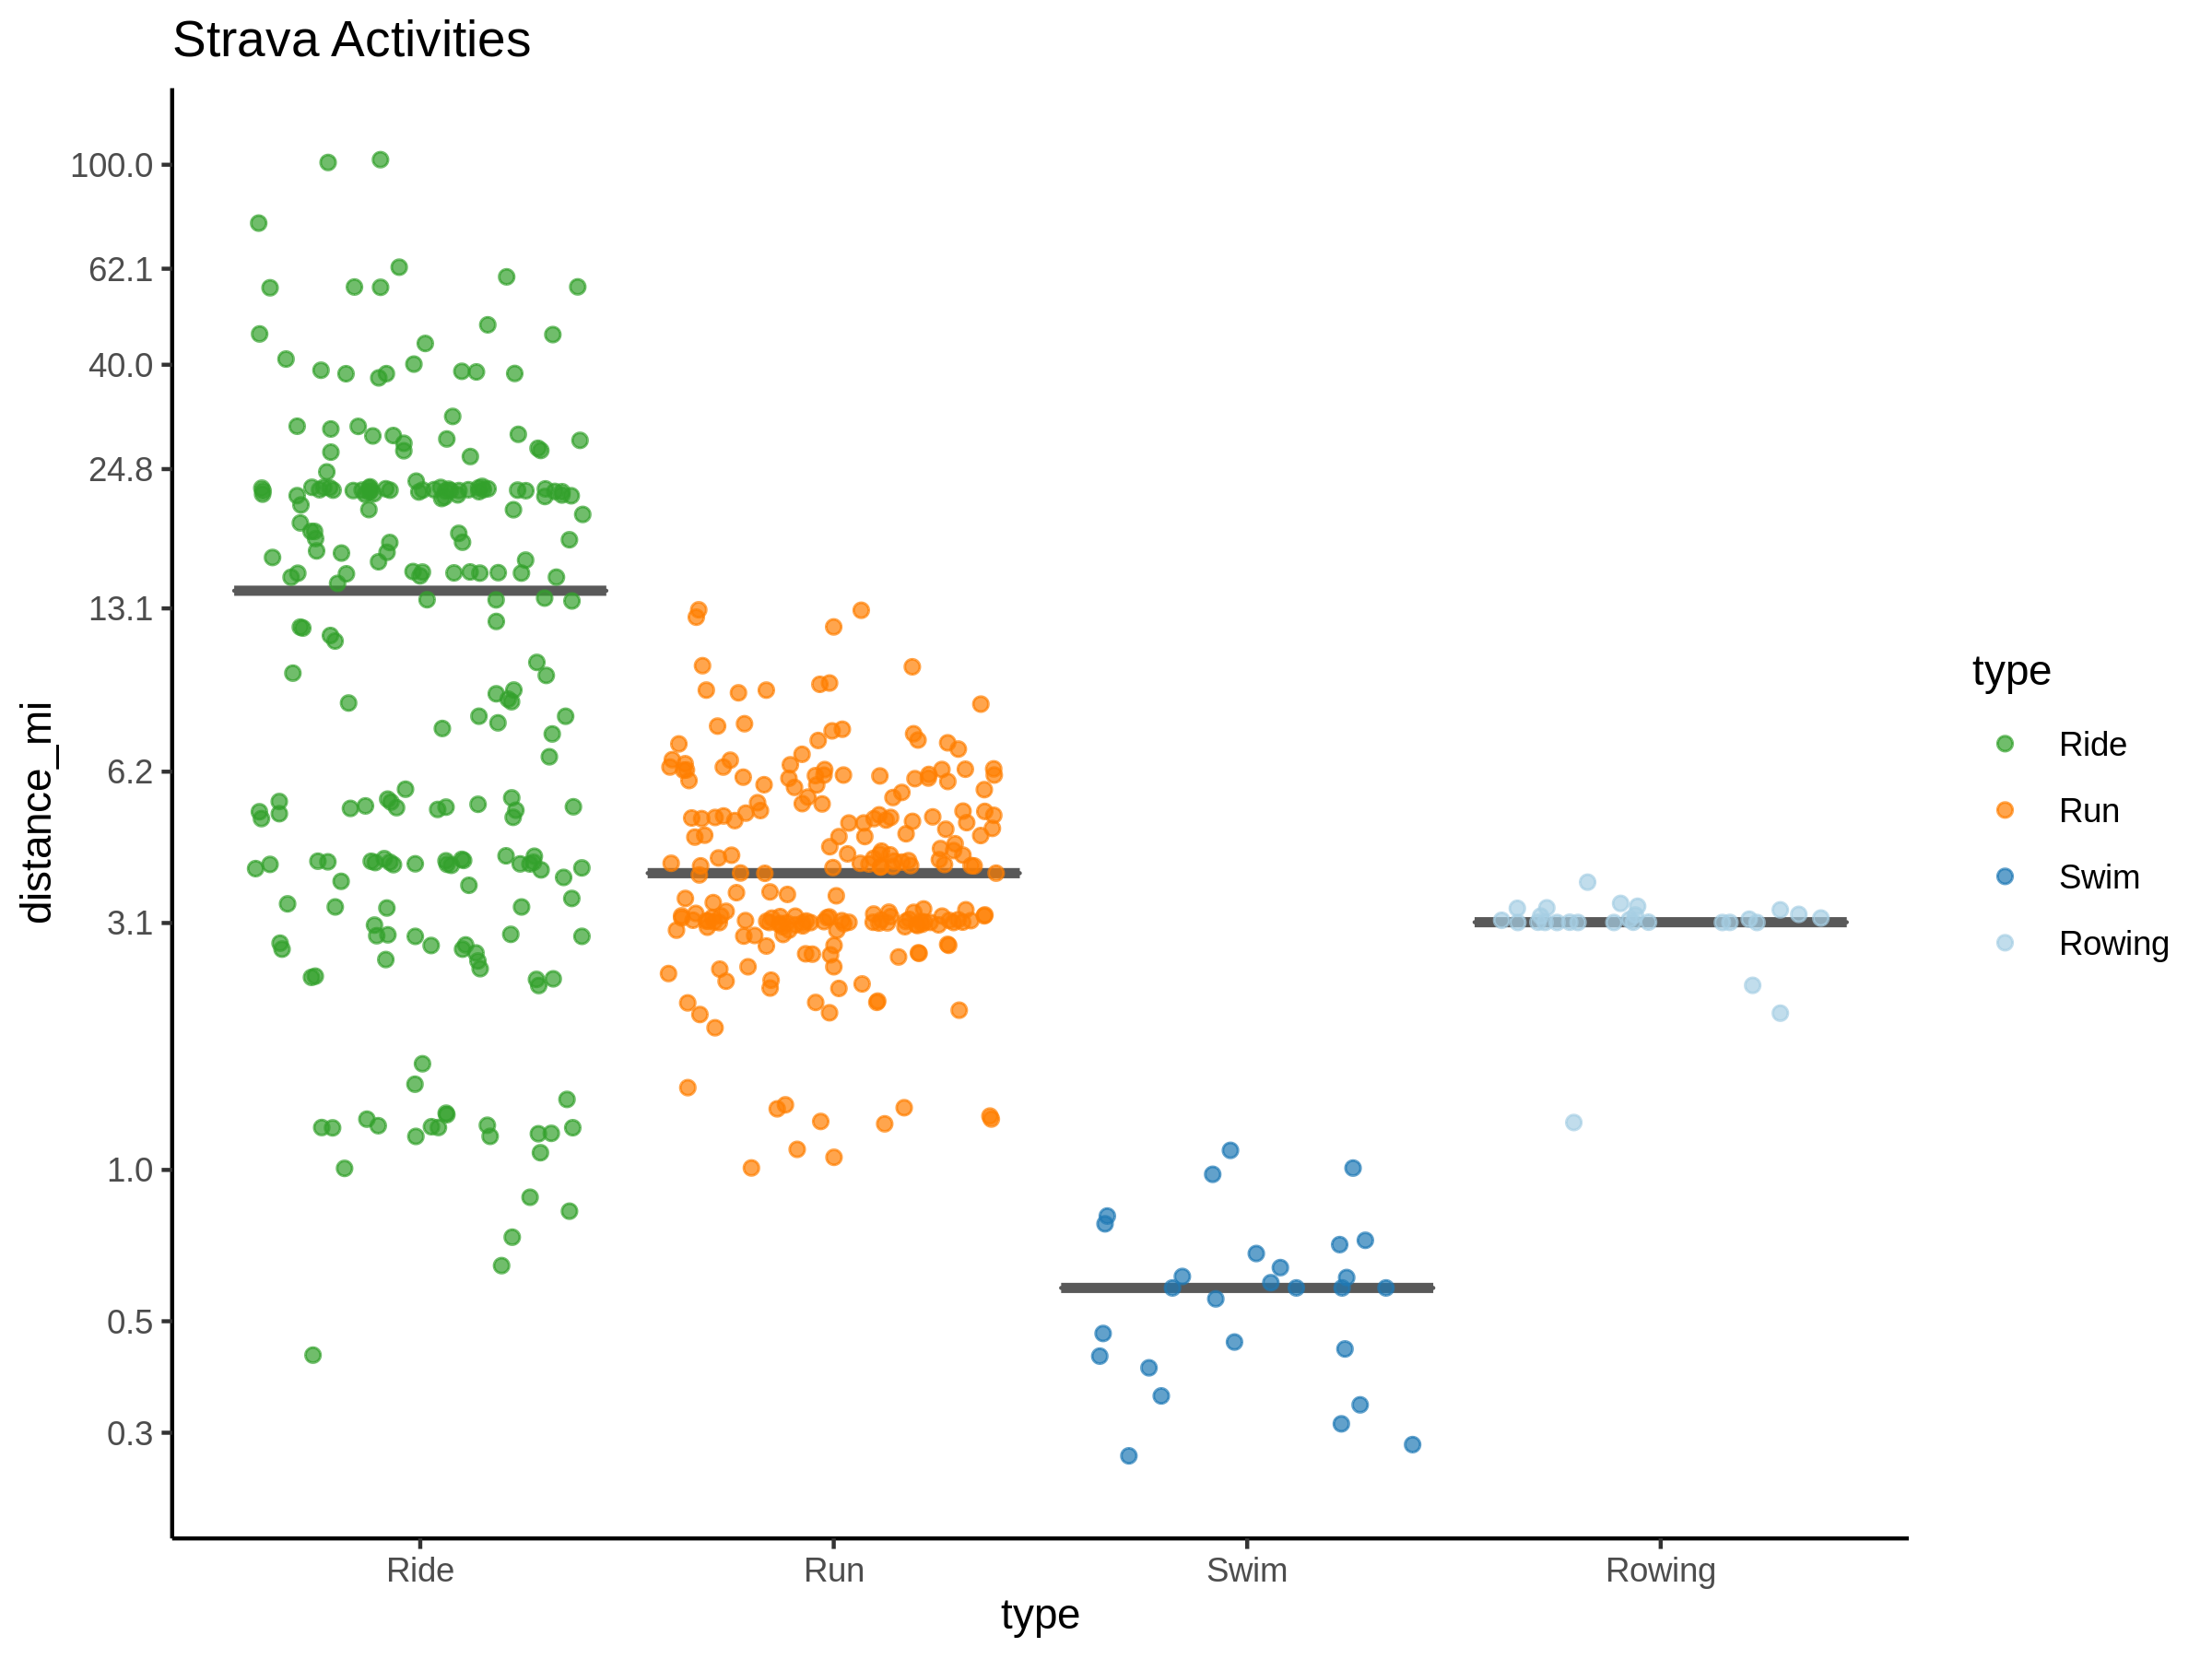 Strava Activities
distance_mi
100.0
62.1
40.0
24.8
13.1
6.2
3.1
1.0
0.5
0.3
Ride
Run
Swim
Rowing
type
type
Ride
Run
Swim
Rowing